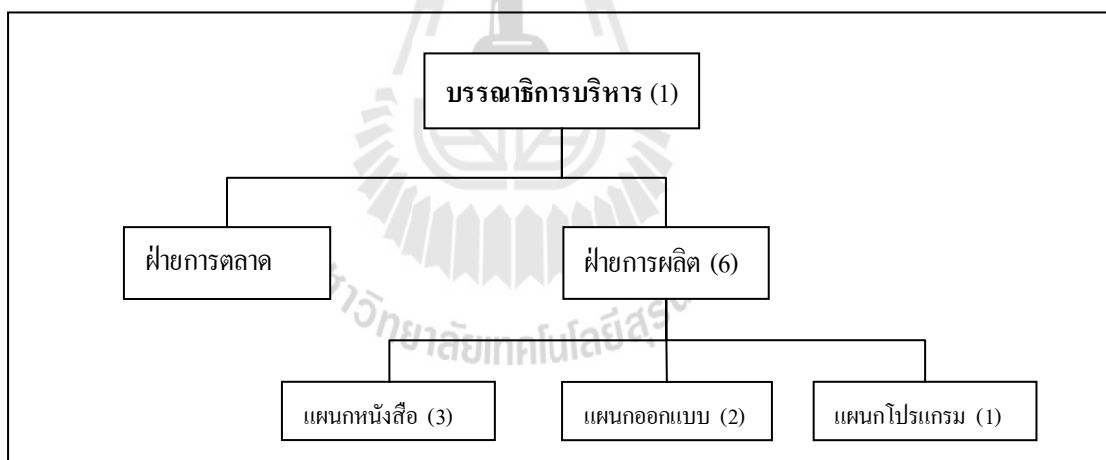 บรรณาธิการบริหาร (1)
ฝ่ายการตลาด
ฝ่ายการผลิต (6)
แผนกหนังสือ (3)
แผนกออกแบบ (2)
แผนกโปรแกรม (1)